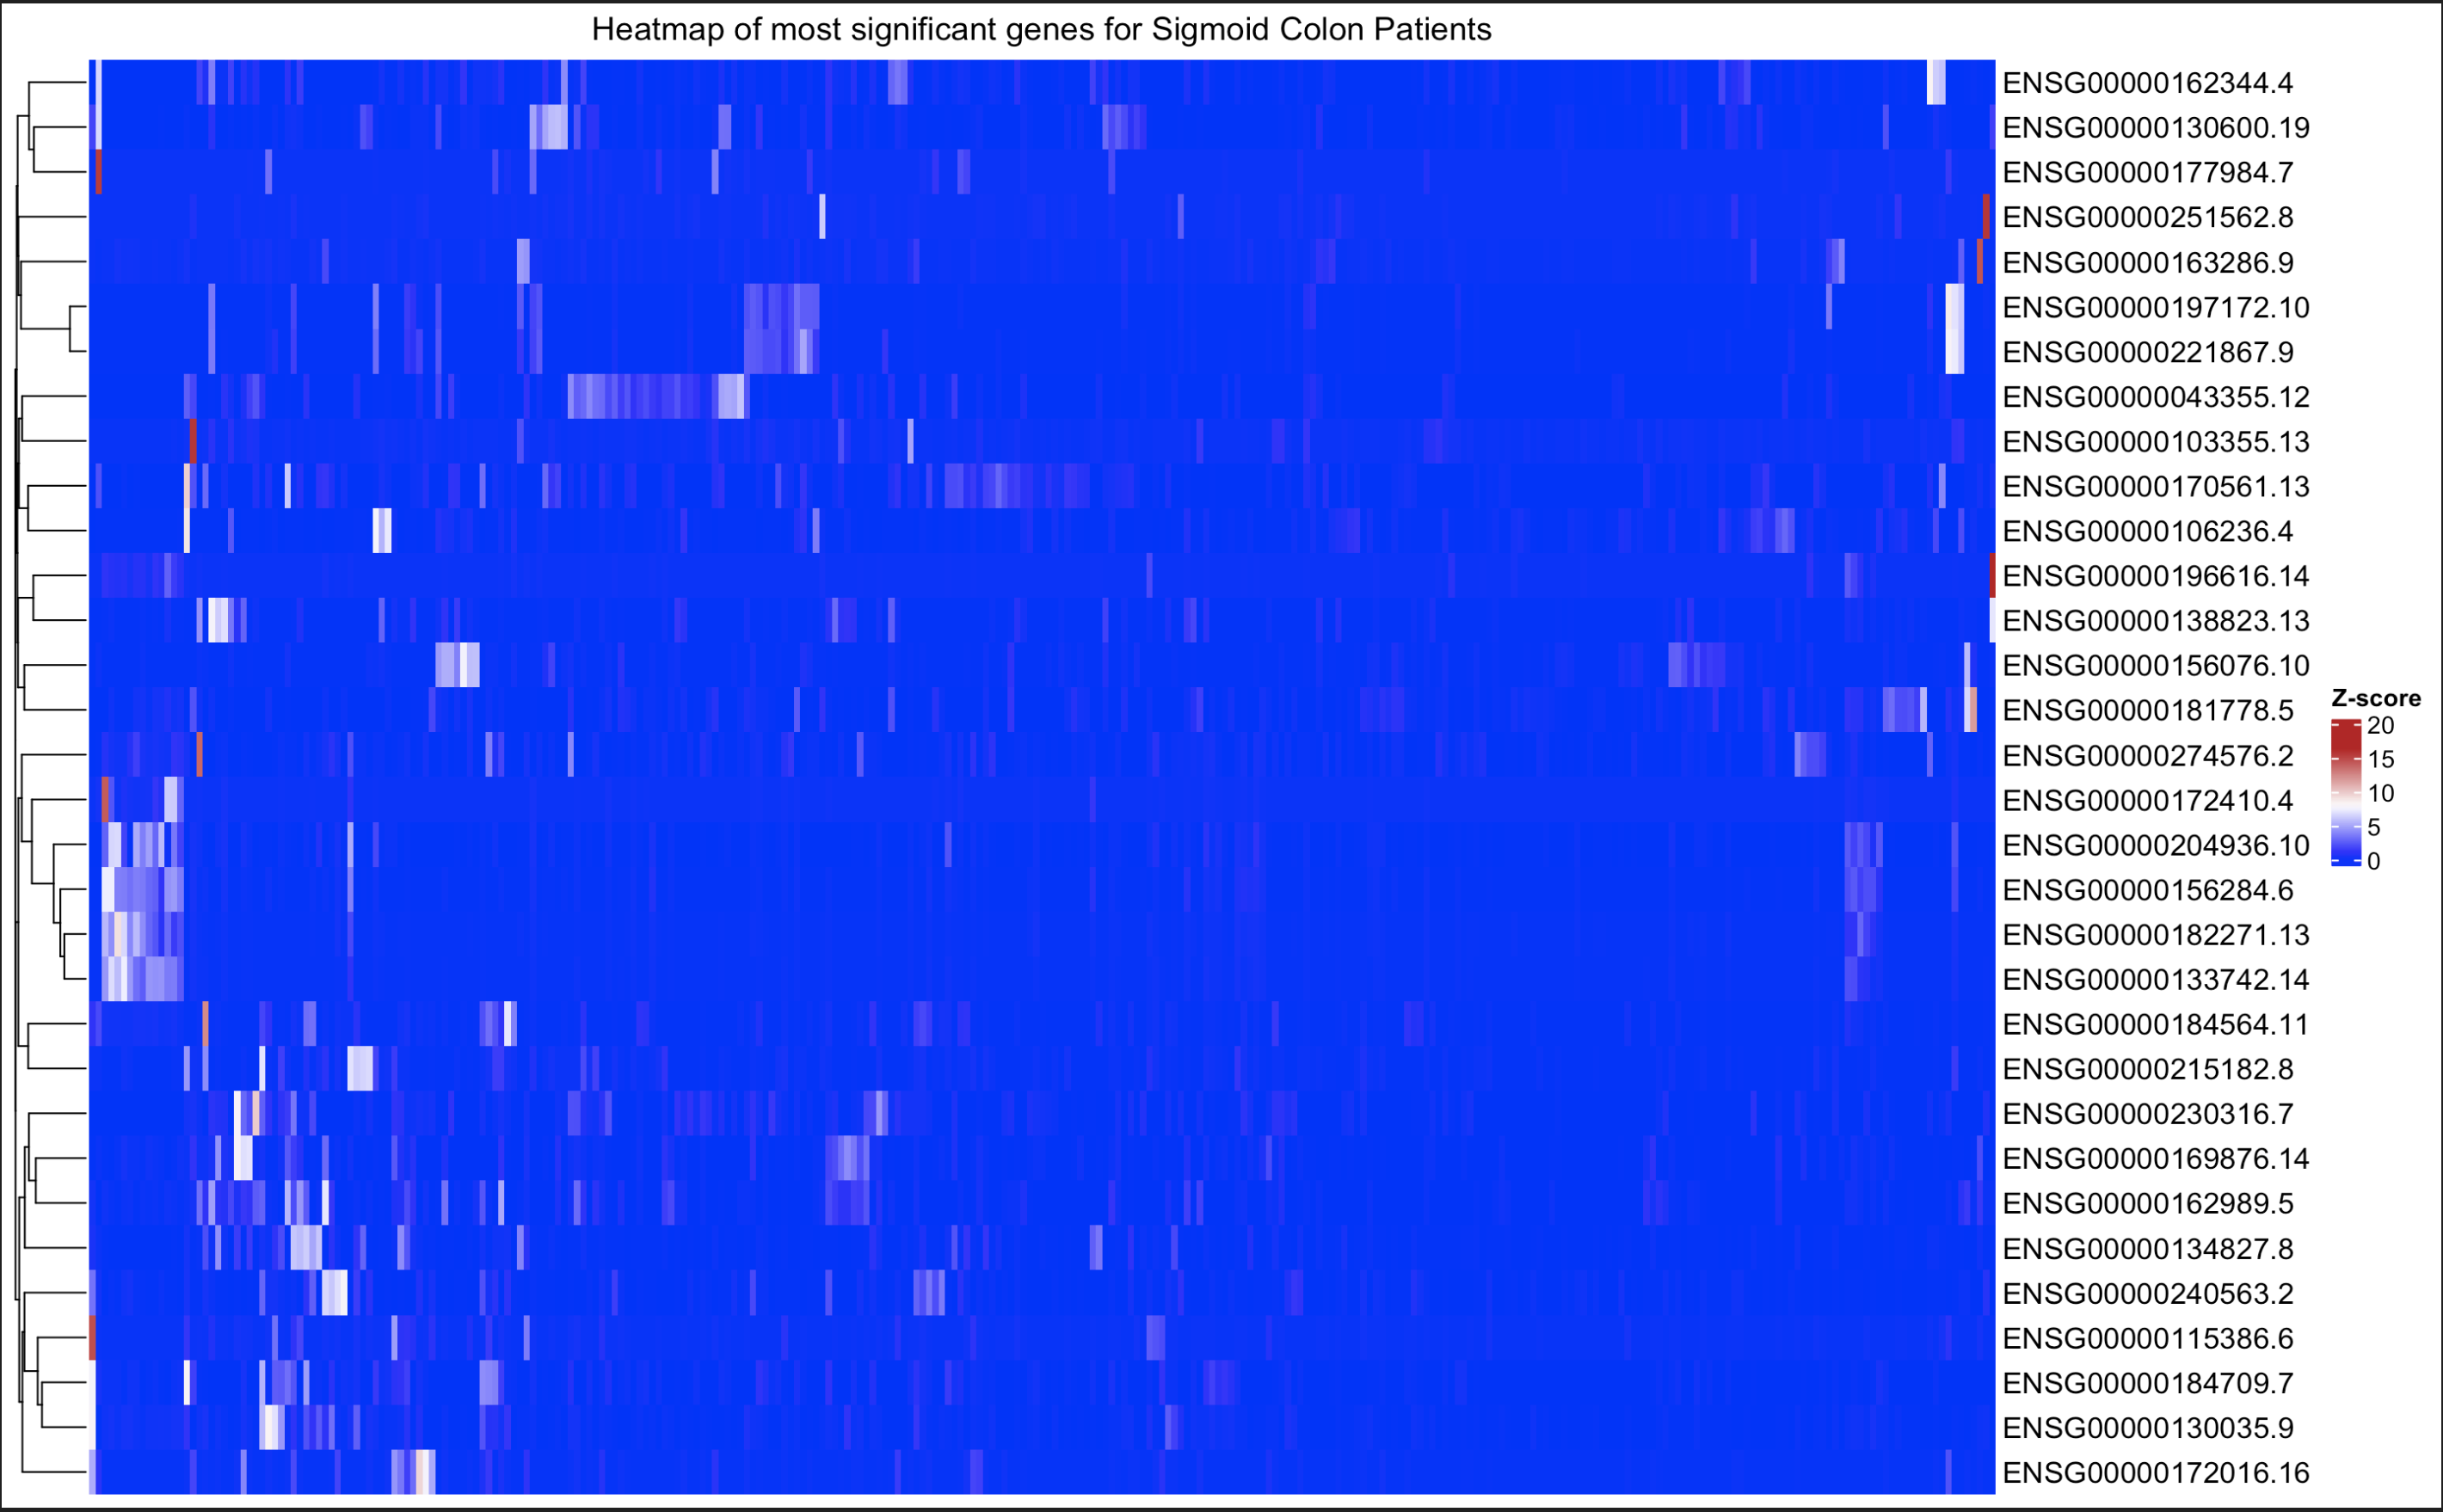 Heatmap of most significant genes for Sigmoid Colon Patients
ENSG00000162344.4
ENSG00000130600.19
ENSG00000177984.7
ENSG00000251562.8
ENSG00000163286.9
ENSG00000197172.10
ENSG00000221867.9
ENSG00000043355.12
ENSG00000103355.13
ENSG00000170561.13
ENSG00000106236.4
ENSG00000196616.14
ENSG00000138823.13
ENSG00000156076.10
ENSG00000181778.5
ENSG00000274576.2
ENSG00000172410.4
ENSG00000204936.10
ENSG00000156284.6
ENSG00000182271.13
ENSG00000133742.14
ENSG00000184564.11
ENSG00000215182.8
ENSG00000230316.7
ENSG00000169876.14
ENSG00000162989.5
ENSG00000134827.8
ENSG00000240563.2
ENSG00000115386.6
ENSG00000184709.7
ENSG00000130035.9
ENSG00000172016.16
Z-score
20
15
10
5
0